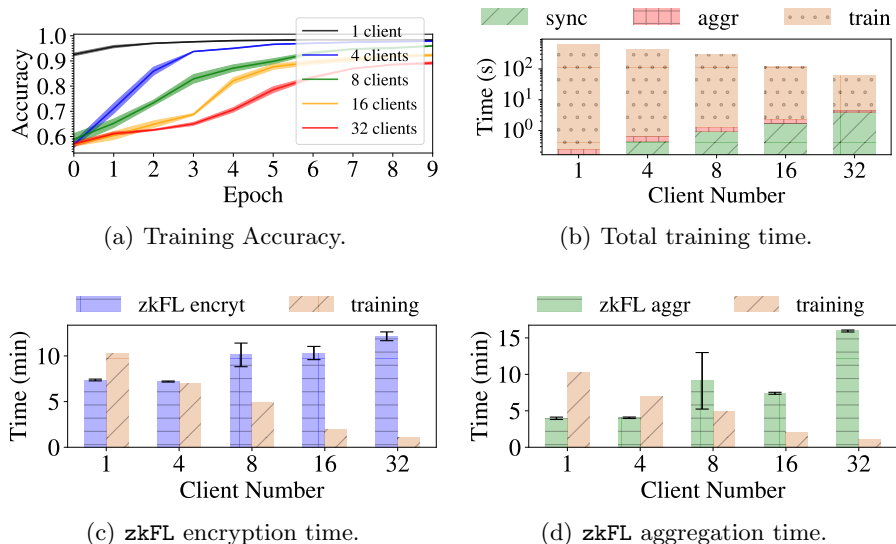 1 client
4 clients
8 clients
16 clients
32 clients
1.0
0.9
0.8
0.7
0.6
Accuracy
0 1 2 3 4 5 6 7 8 9
Epoch
(a) Training Accuracy.
sync aggr train
10²
10¹
10⁰
Time (s)
1 4 8 16 32
Client Number
(b) Total training time.
zkFL encryt training
10
5
0
Time (min)
1 4 8 16 32
Client Number
(c) zkFL encryption time.
zkFL aggr training
15
10
5
0
Time (min)
1 4 8 16 32
Client Number
(d) zkFL aggregation time.